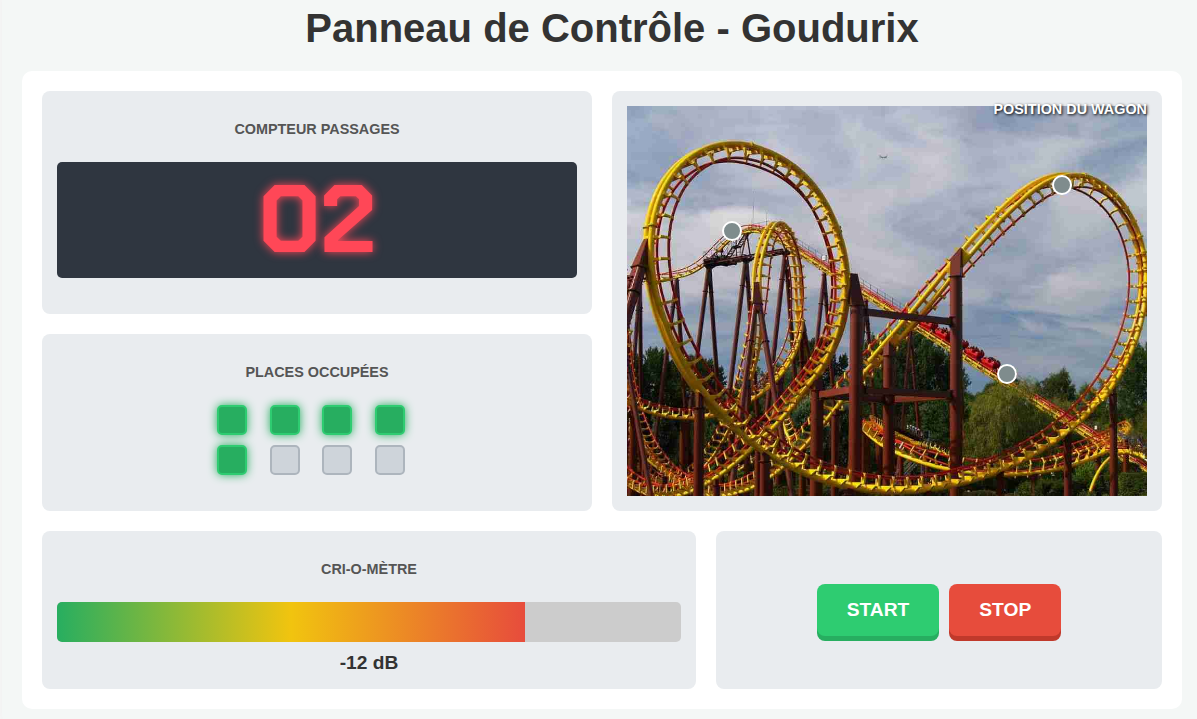 Panneau de Contrôle - Goudurix
COMPTEUR PASSAGES
02
POSITION DU WAGON
PLACES OCCUPÉES
CRI-O-MÈTRE
-12 dB
START
STOP